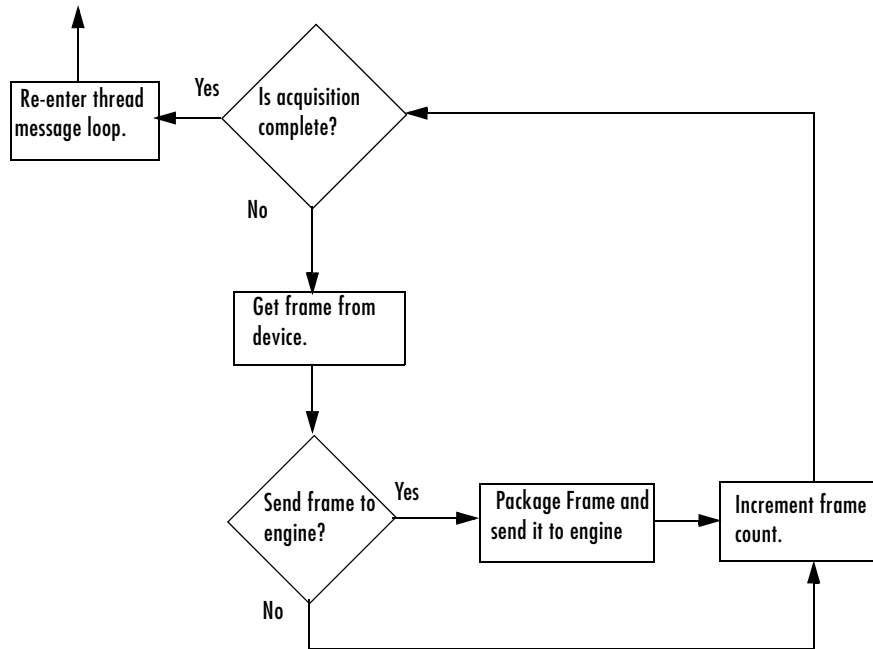 Yes
Re-enter thread
message loop.
Is acquisition
complete?
No
Get frame from
device.
Send frame to
engine?
Yes
Package Frame and
send it to engine
Increment frame
count.
No